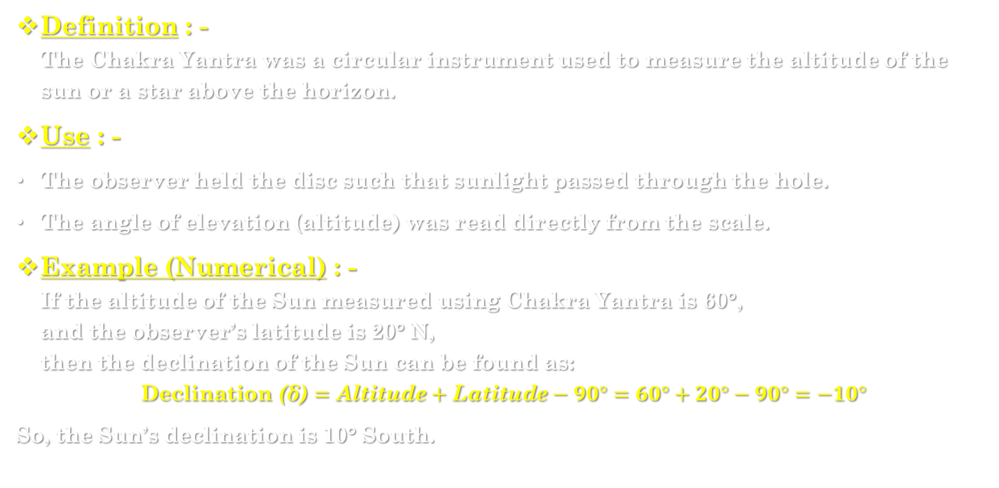 ❖Definition : -
The Chakra Yantra was a circular instrument used to measure the altitude of the
sun or a star above the horizon.
❖Use : -
• The observer held the disc such that sunlight passed through the hole.
• The angle of elevation (altitude) was read directly from the scale.
❖Example (Numerical) : -
If the altitude of the Sun measured using Chakra Yantra is 60°,
and the observer’s latitude is 20° N,
then the declination of the Sun can be found as:
Declination (δ) = Altitude + Latitude − 90° = 60° + 20° − 90° = −10°
So, the Sun’s declination is 10° South.